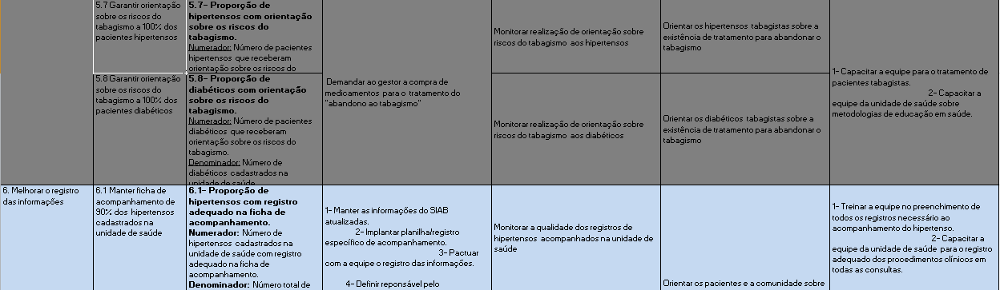 5.7 Garantir orientação
sobre os riscos do
tabagismo a 100% dos
pacientes hipertensos
5.7- Proporção de
hipertensos com orientação
sobre os riscos do
tabagismo.
Numerador: Número de pacientes
hipertensos que receberam
orientação sobre os riscos do
Demandar ao gestor a compra de
medicamentos para o tratamento do
"abandono ao tabagismo"
Monitorar realização de orientação sobre
riscos do tabagismo aos hipertensos
Orientar os hipertensos tabagistas sobre a
existência de tratamento para abandonar o
tabagismo
1- Capacitar a equipe para o tratamento de
pacientes tabagistas.
2- Capacitar a
equipe da unidade de saúde sobre
metodologias de educação em saúde.
5.8 Garantir orientação
sobre os riscos do
tabagismo a 100% dos
pacientes diabéticos
5.8- Proporção de
diabéticos com orientação
sobre os riscos do
tabagismo.
Numerador: Número de pacientes
diabéticos que receberam
orientação sobre os riscos do
tabagismo.
Denominador: Número de
diabéticos cadastrados na
unidade de saúde
Monitorar realização de orientação sobre
riscos do tabagismo aos diabéticos
Orientar os diabéticos tabagistas sobre a
existência de tratamento para abandonar o
tabagismo
6. Melhorar o registro
das informações
6.1 Manter ficha de
acompanhamento de
90% dos hipertensos
cadastrados na
unidade de saúde
6.1- Proporção de
hipertensos com registro
adequado na ficha de
acompanhamento.
Numerador: Número de
hipertensos cadastrados na
unidade de saúde com registro
adequado na ficha de
acompanhamento.
Denominador: Número total de
1- Manter as informações do SIAB
atualizadas.
2- Implantar planilha/registro
específico de acompanhamento.
3- Pactuar
com a equipe o registro das informações.
4- Definir reponsável pelo
Monitorar a qualidade dos registros de
hipertensos acompanhados na unidade de
saúde
Orientar os pacientes e a comunidade sobre
1- Treinar a equipe no preenchimento de
todos os registros necessário ao
acompanhamento do hipertenso.
2- Capacitar a
equipe da unidade de saúde para o registro
adequado dos procedimentos clínicos em
todas as consultas.